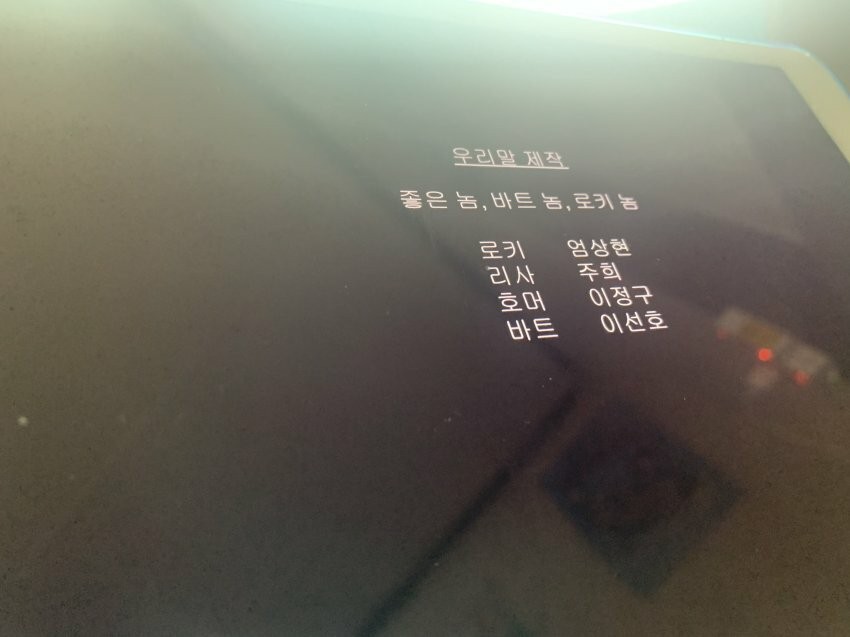 우리말 제작
좋은 놈, 바트 놈, 로키 놈
로키 엄상현
리사 주희
호머 이정구
바트 이선호